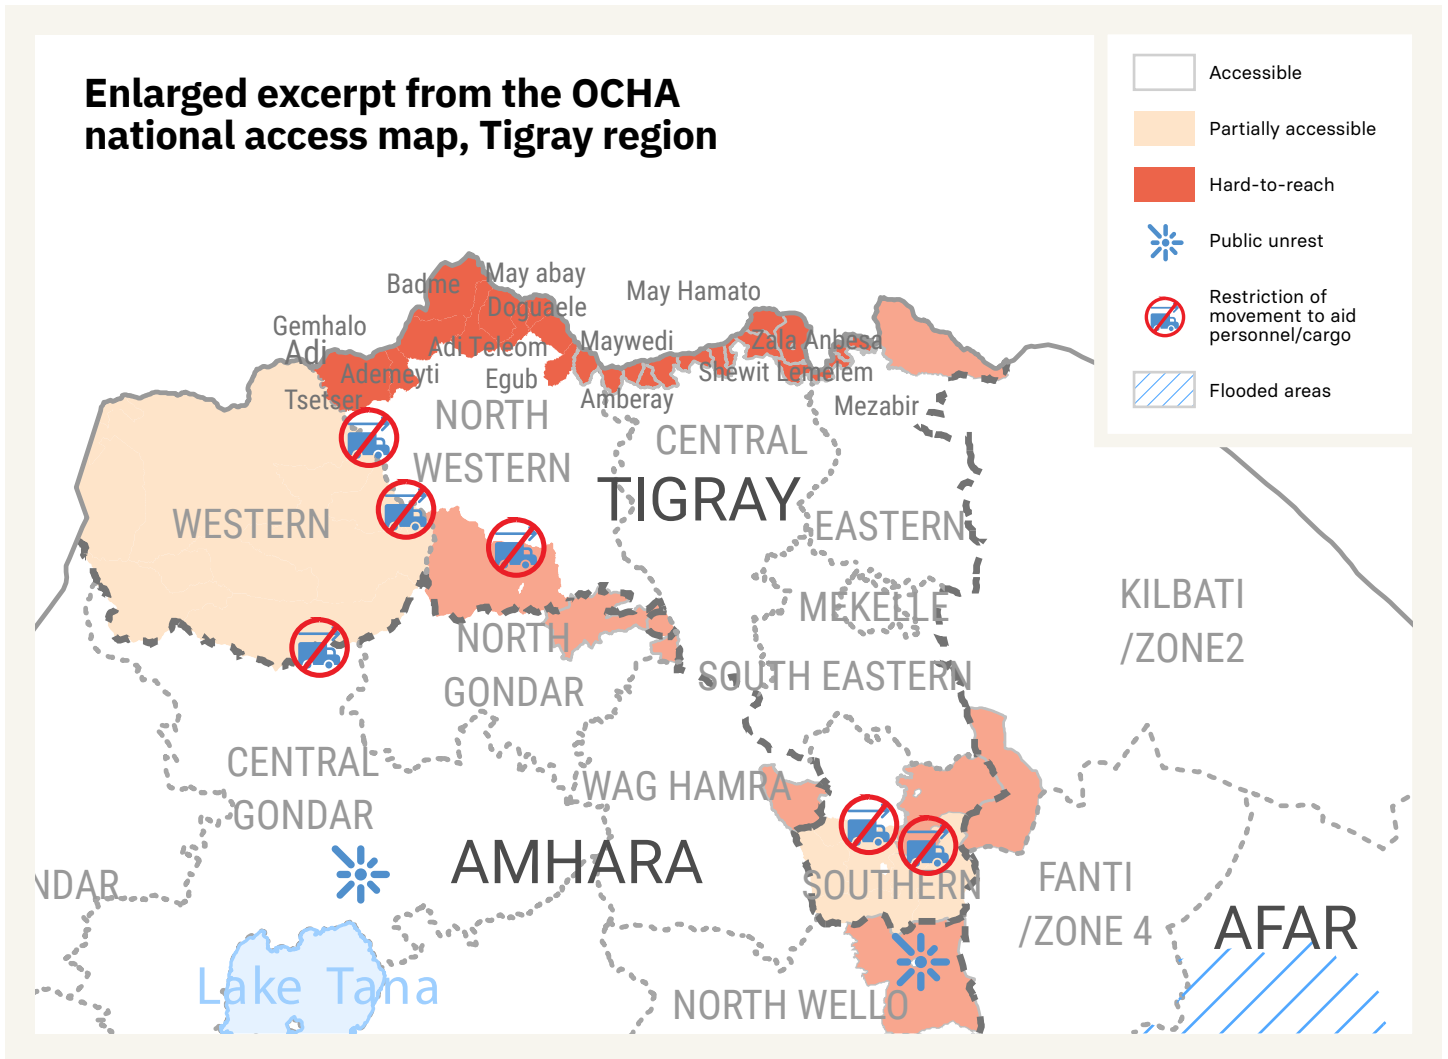 Enlarged excerpt from the OCHA
national access map, Tigray region
Accessible
Partially accessible
Hard-to-reach
Public unrest
Restriction of
movement to aid
personnel/cargo
Flooded areas
Badme
May abay
Doguaele
May Hamato
Gemhalo
Adi
Adi Teleom
Maywedi
Zala Anbesa
Ademeyti
Egub
Shewit Lemelem
Tsetser
Amberay
Mezabir
NORTH
WESTERN
CENTRAL
TIGRAY
WESTERN
EASTERN
MEKELLE
KILBATI
/ZONE2
NORTH
GONDAR
SOUTH EASTERN
CENTRAL
GONDAR
WAG HAMRA
AMHARA
NDAR
SOUTHERN
FANTI
/ZONE 4
AFAR
Lake Tana
NORTH WELLO